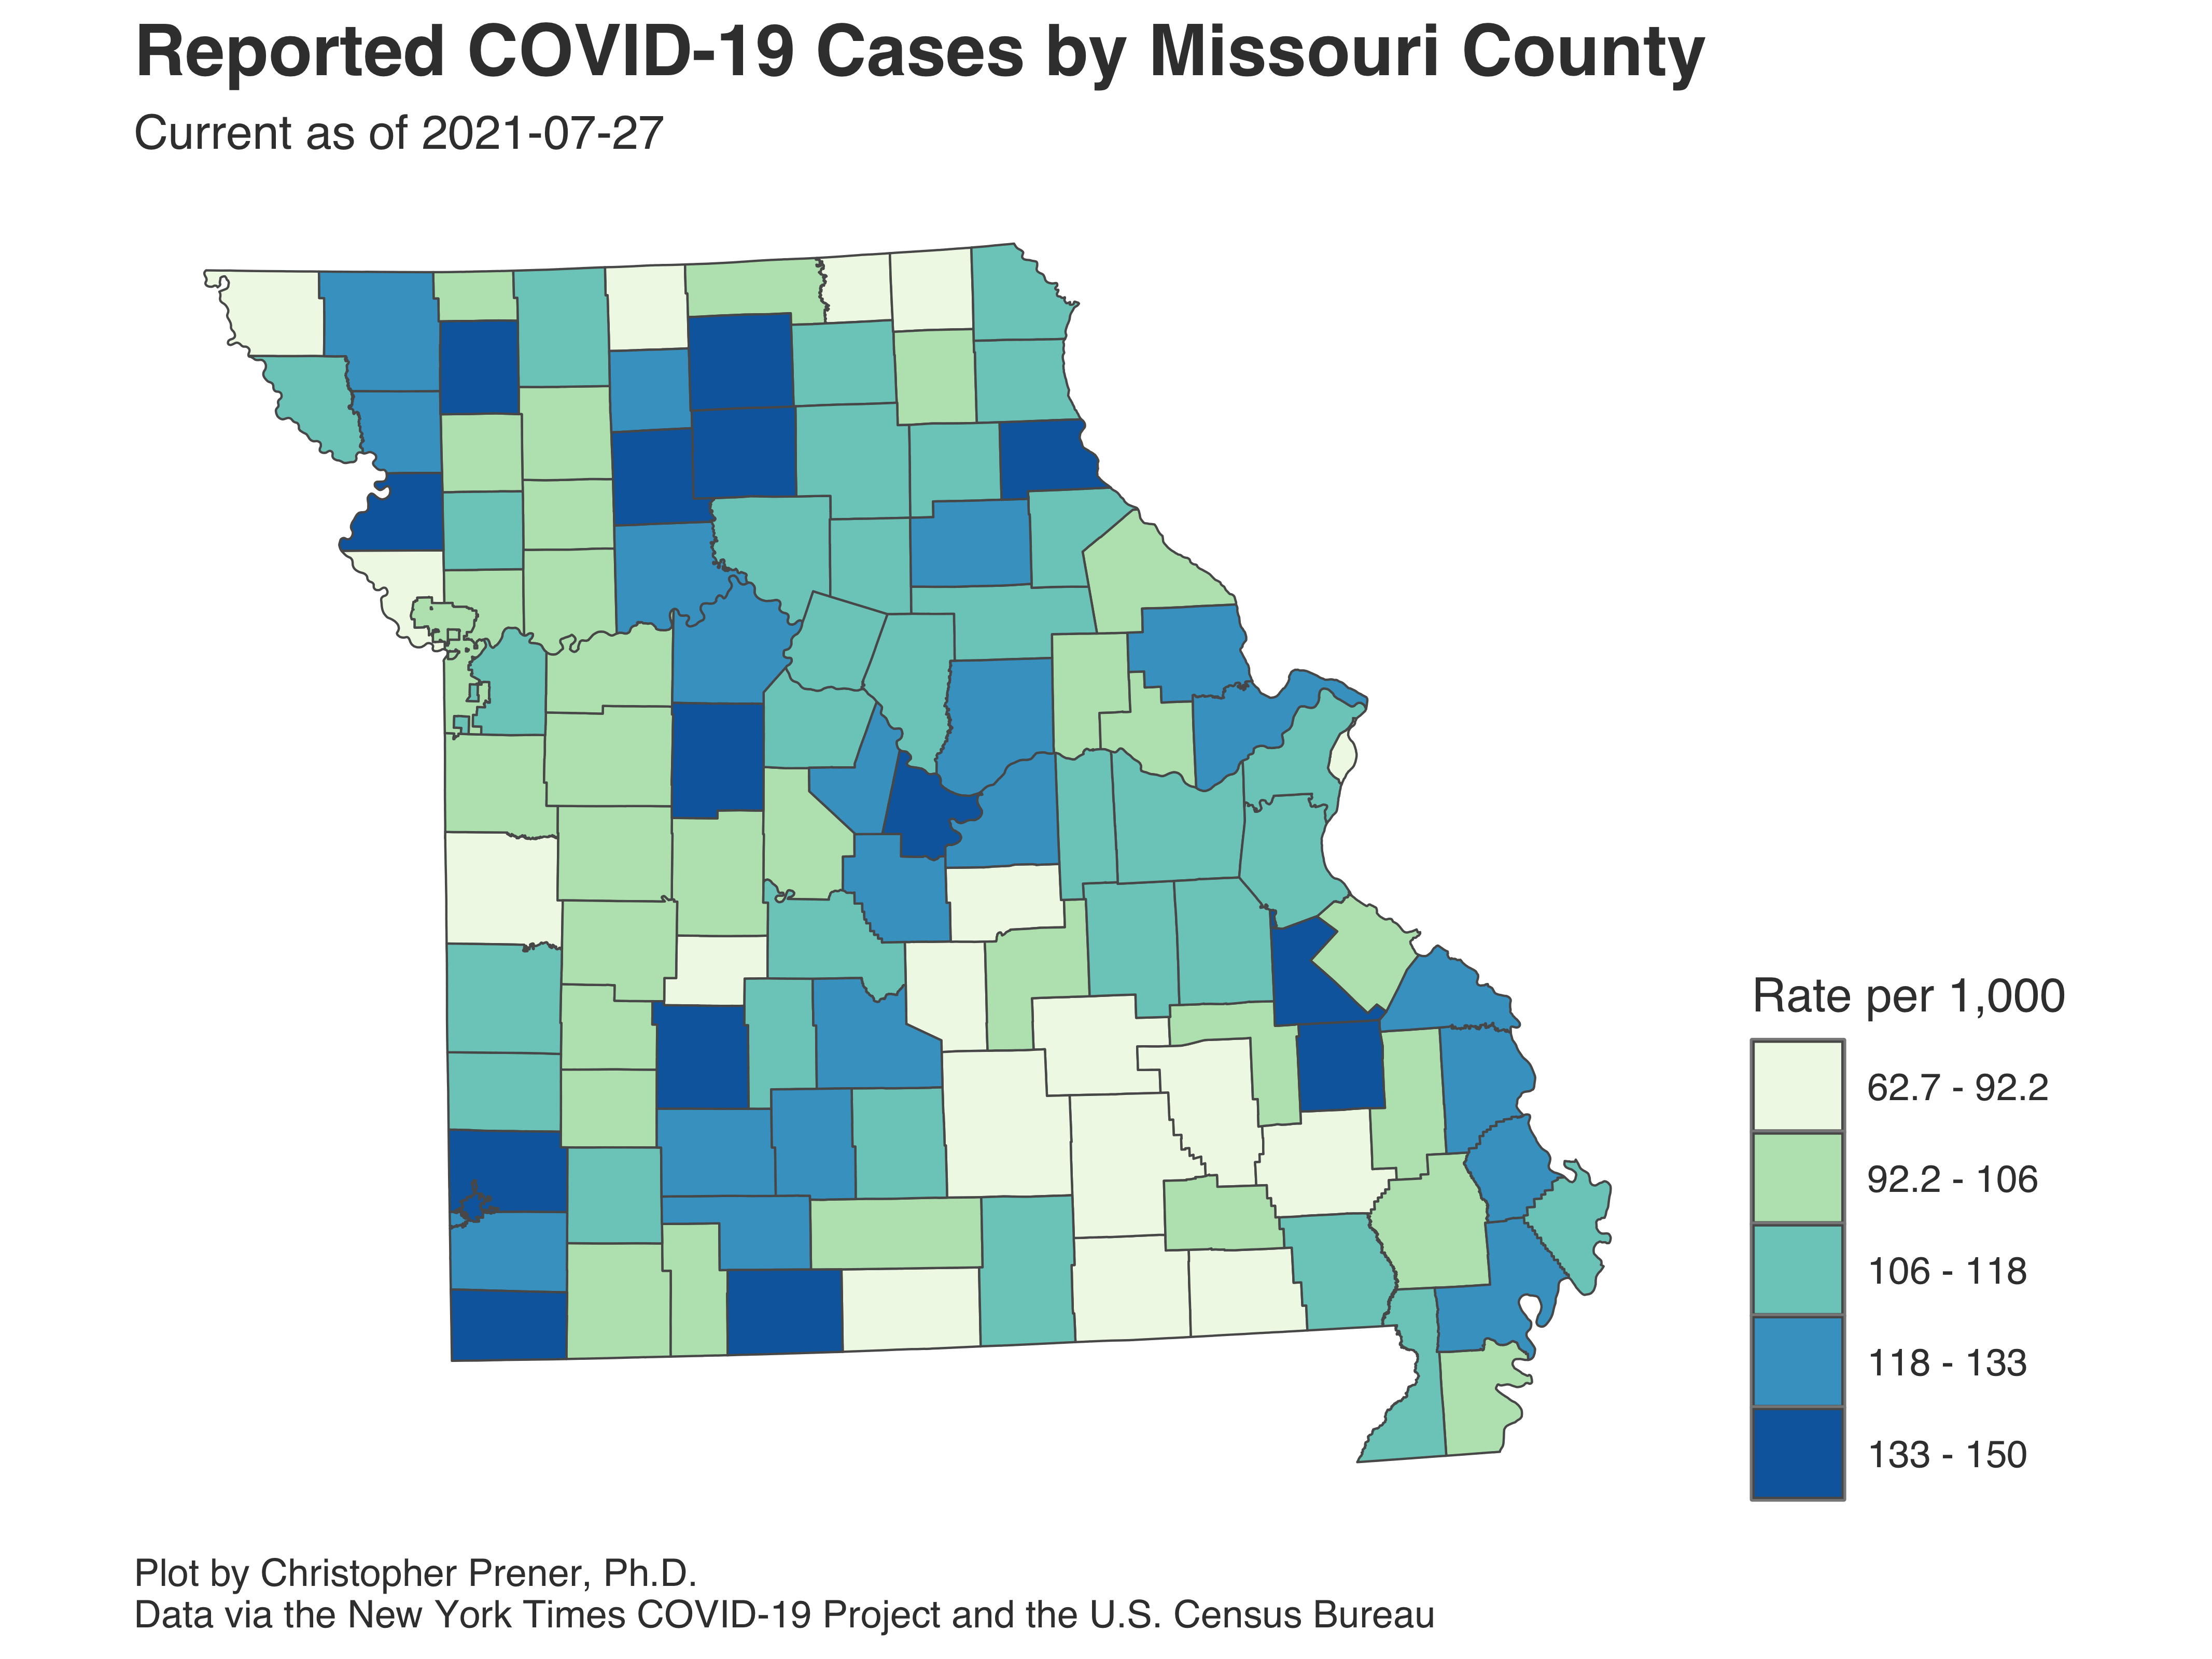 Reported COVID-19 Cases by Missouri County
Current as of 2021-07-27
Rate per 1,000
62.7 - 92.2
92.2 - 106
106 - 118
118 - 133
133 - 150
Plot by Christopher Prener, Ph.D.
Data via the New York Times COVID-19 Project and the U.S. Census Bureau